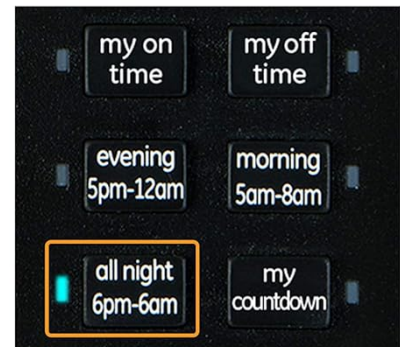 my on
time
my off
time
evening
5pm-12am
morning
5am-8am
all night
6pm-6am
my
countdown